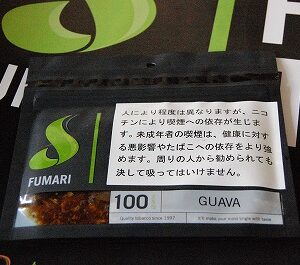 人により程度は異なりますが、ニコ
チンにより喫煙への依存が生じま
す。未成年者の喫煙は、健康に対す
る悪影響やたばこへの依存をより強
めます。周りの人から勧められても
決して吸ってはいけません。
FUMARI
100
GUAVA
Quality tobacco since 1997